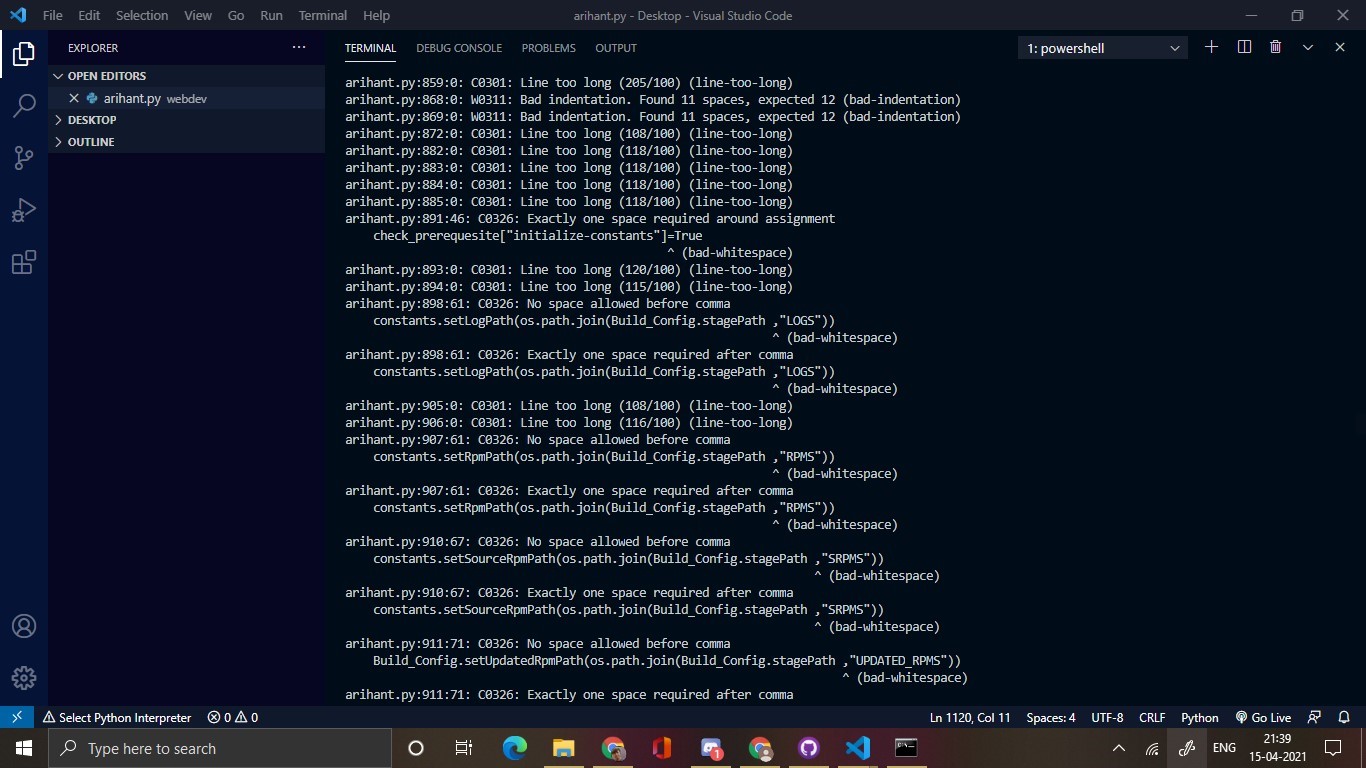 File Edit Selection View Go Run Terminal Help arihant.py - Desktop - Visual Studio Code
EXPLORER
OPEN EDITORS
arihant.py webdev
DESKTOP
OUTLINE
TERMINAL DEBUG CONSOLE PROBLEMS OUTPUT 1: powershell
arihant.py:859:0: C0301: Line too long (205/100) (line-too-long)
arihant.py:868:0: W0311: Bad indentation. Found 11 spaces, expected 12 (bad-indentation)
arihant.py:869:0: W0311: Bad indentation. Found 11 spaces, expected 12 (bad-indentation)
arihant.py:872:0: C0301: Line too long (108/100) (line-too-long)
arihant.py:882:0: C0301: Line too long (118/100) (line-too-long)
arihant.py:883:0: C0301: Line too long (118/100) (line-too-long)
arihant.py:884:0: C0301: Line too long (118/100) (line-too-long)
arihant.py:885:0: C0301: Line too long (118/100) (line-too-long)
arihant.py:891:46: C0326: Exactly one space required around assignment
check_prerequesite["initialize-constants"]=True
^ (bad-whitespace)
arihant.py:893:0: C0301: Line too long (120/100) (line-too-long)
arihant.py:894:0: C0301: Line too long (115/100) (line-too-long)
arihant.py:898:61: C0326: No space allowed before comma
constants.setLogPath(os.path.join(Build_Config.stagePath ,"LOGS"))
^ (bad-whitespace)
arihant.py:898:61: C0326: Exactly one space required after comma
constants.setLogPath(os.path.join(Build_Config.stagePath ,"LOGS"))
^ (bad-whitespace)
arihant.py:905:0: C0301: Line too long (108/100) (line-too-long)
arihant.py:906:0: C0301: Line too long (116/100) (line-too-long)
arihant.py:907:61: C0326: No space allowed before comma
constants.setRpmPath(os.path.join(Build_Config.stagePath ,"RPMS"))
^ (bad-whitespace)
arihant.py:907:61: C0326: Exactly one space required after comma
constants.setRpmPath(os.path.join(Build_Config.stagePath ,"RPMS"))
^ (bad-whitespace)
arihant.py:910:67: C0326: No space allowed before comma
constants.setSourceRpmPath(os.path.join(Build_Config.stagePath ,"SRPMS"))
^ (bad-whitespace)
arihant.py:910:67: C0326: Exactly one space required after comma
constants.setSourceRpmPath(os.path.join(Build_Config.stagePath ,"SRPMS"))
^ (bad-whitespace)
arihant.py:911:71: C0326: No space allowed before comma
Build_Config.setUpdatedRpmPath(os.path.join(Build_Config.stagePath ,"UPDATED_RPMS"))
^ (bad-whitespace)
arihant.py:911:71: C0326: Exactly one space required after comma
Select Python Interpreter 0 0 Ln 1120, Col 11 Spaces: 4 UTF-8 CRLF Python Go Live
Type here to search 1 ENG 21:39
15-04-2021